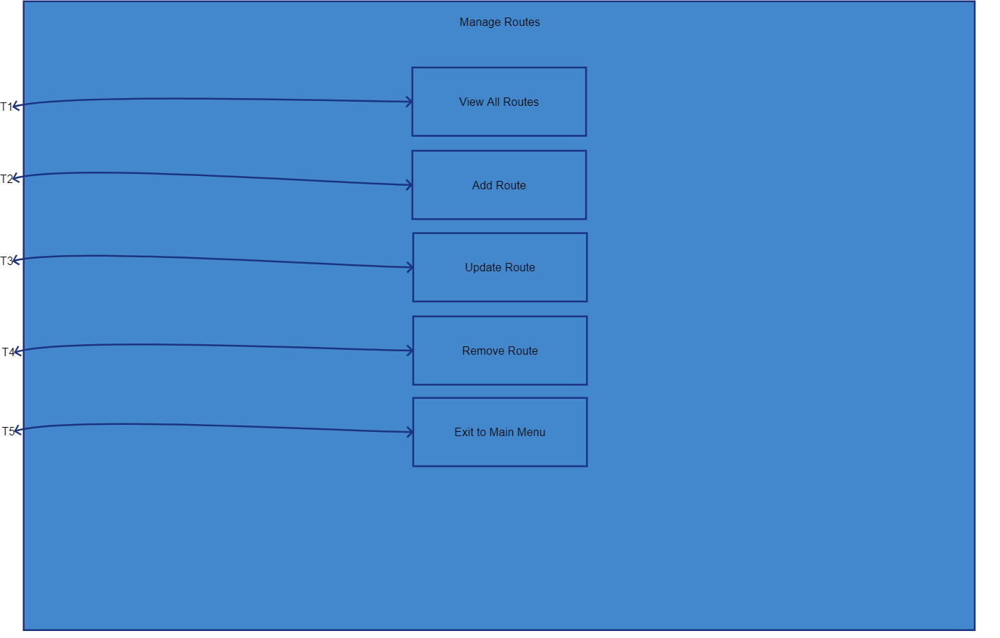 Manage Routes
T1
View All Routes
T2
Add Route
T3
Update Route
T4
Remove Route
T5
Exit to Main Menu